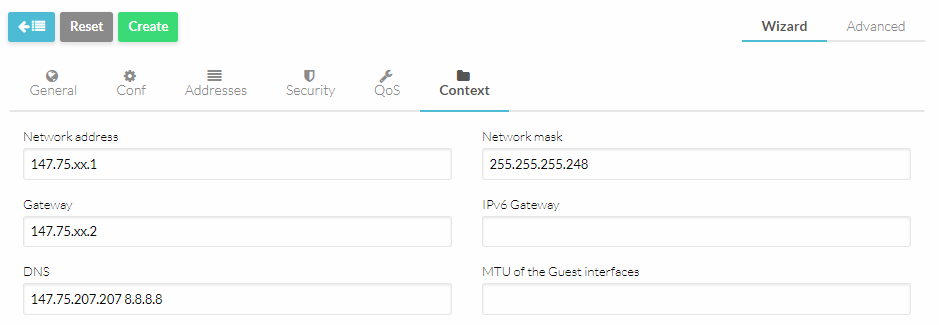 Reset Create Wizard Advanced
General Conf Addresses Security QoS Context
Network address Network mask
147.75.xx.1 255.255.255.248
Gateway IPv6 Gateway
147.75.xx.2
DNS MTU of the Guest interfaces
147.75.207.207 8.8.8.8